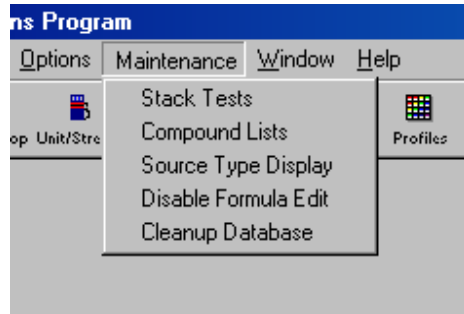 ns Program
Options Maintenance Window Help
op Unit/Stre
Profiles
Stack Tests
Compound Lists
Source Type Display
Disable Formula Edit
Cleanup Database